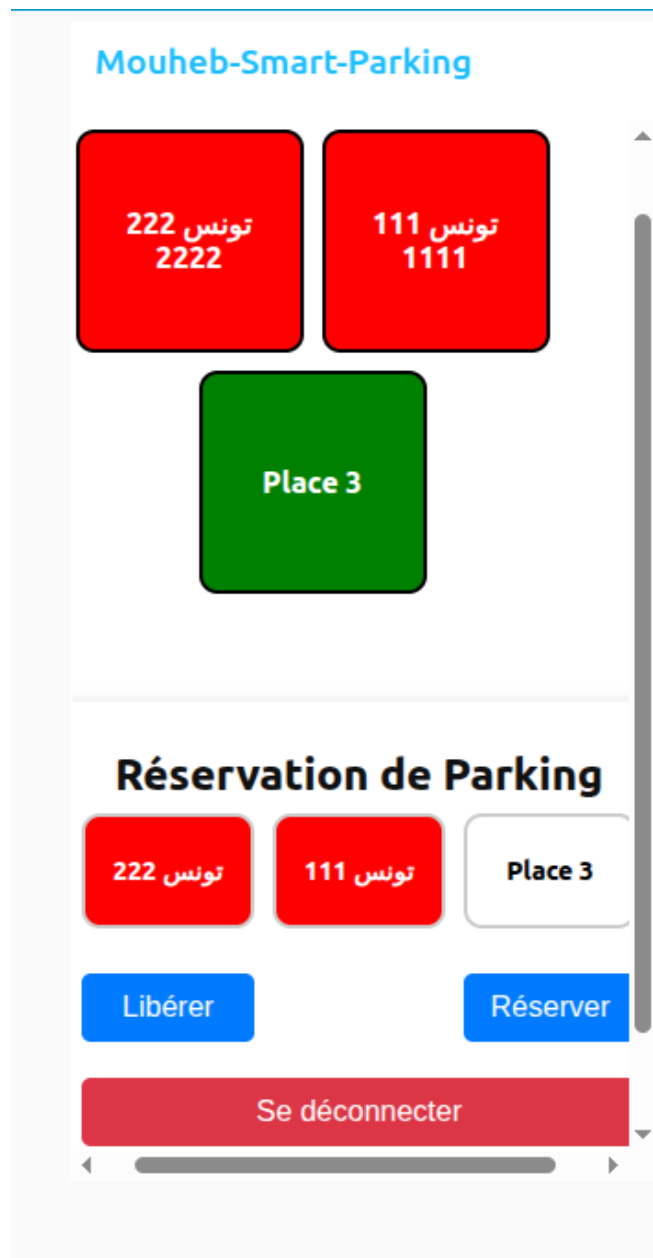 Mouheb-Smart-Parking
222 تونس
2222
111 تونس
1111
Place 3
Réservation de Parking
222 تونس
111 تونس
Place 3
Libérer
Réserver
Se déconnecter